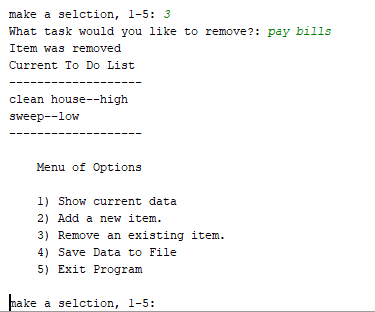 make a selction, 1-5: 3
What task would you like to remove?: pay bills
Item was removed
Current To Do List
-------------------
clean house--high
sweep--low
-------------------
Menu of Options
1) Show current data
2) Add a new item.
3) Remove an existing item.
4) Save Data to File
5) Exit Program
make a selction, 1-5: